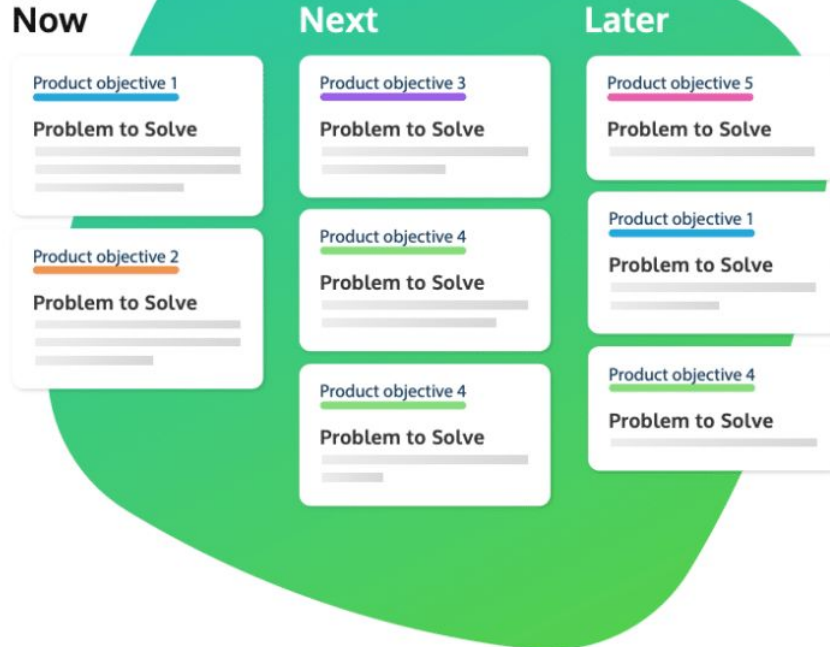 Now
Product objective 1
Problem to Solve
Product objective 2
Problem to Solve
Next
Product objective 3
Problem to Solve
Product objective 4
Problem to Solve
Product objective 4
Problem to Solve
Later
Product objective 5
Problem to Solve
Product objective 1
Problem to Solve
Product objective 4
Problem to Solve